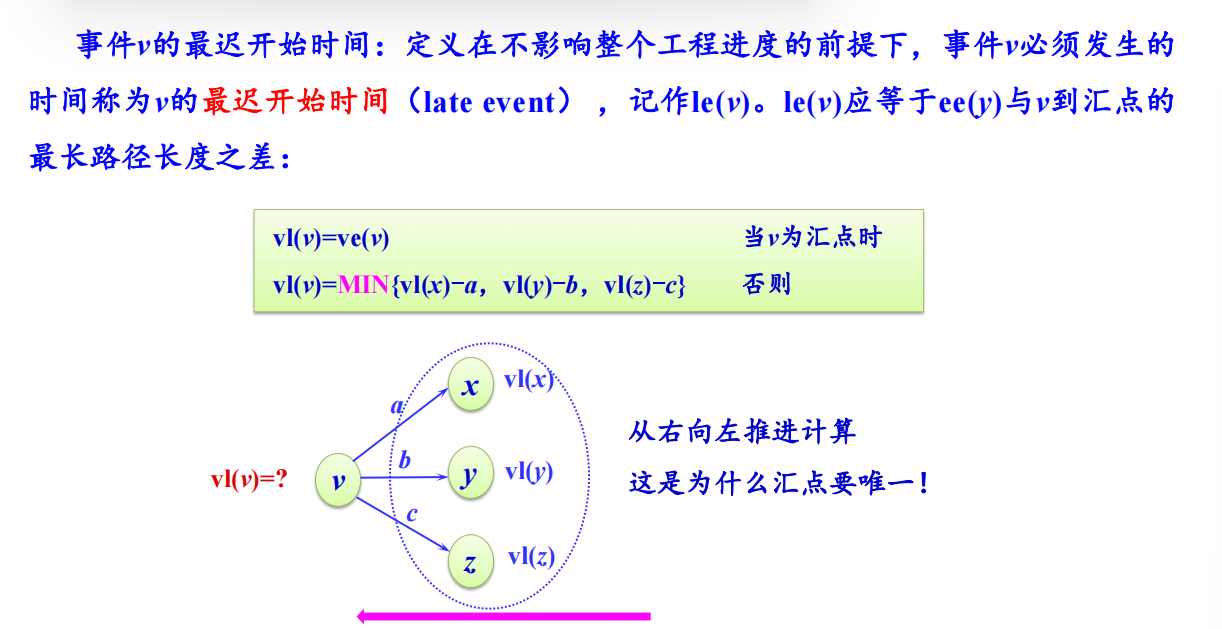 事件v的最迟开始时间：定义在不影响整个工程进度的前提下，事件v必须发生的
时间称为v的最迟开始时间（late event），记作le(v)。le(v)应等于ee(y)与v到汇点的
最长路径长度之差：
vl(v)=ve(v) 当v为汇点时
vl(v)=MIN{vl(x)-a，vl(y)-b，vl(z)-c} 否则
x vl(x)
a
从右向左推进计算
b
vl(v)=? v y vl(y)
这是为什么汇点要唯一！
c
z vl(z)